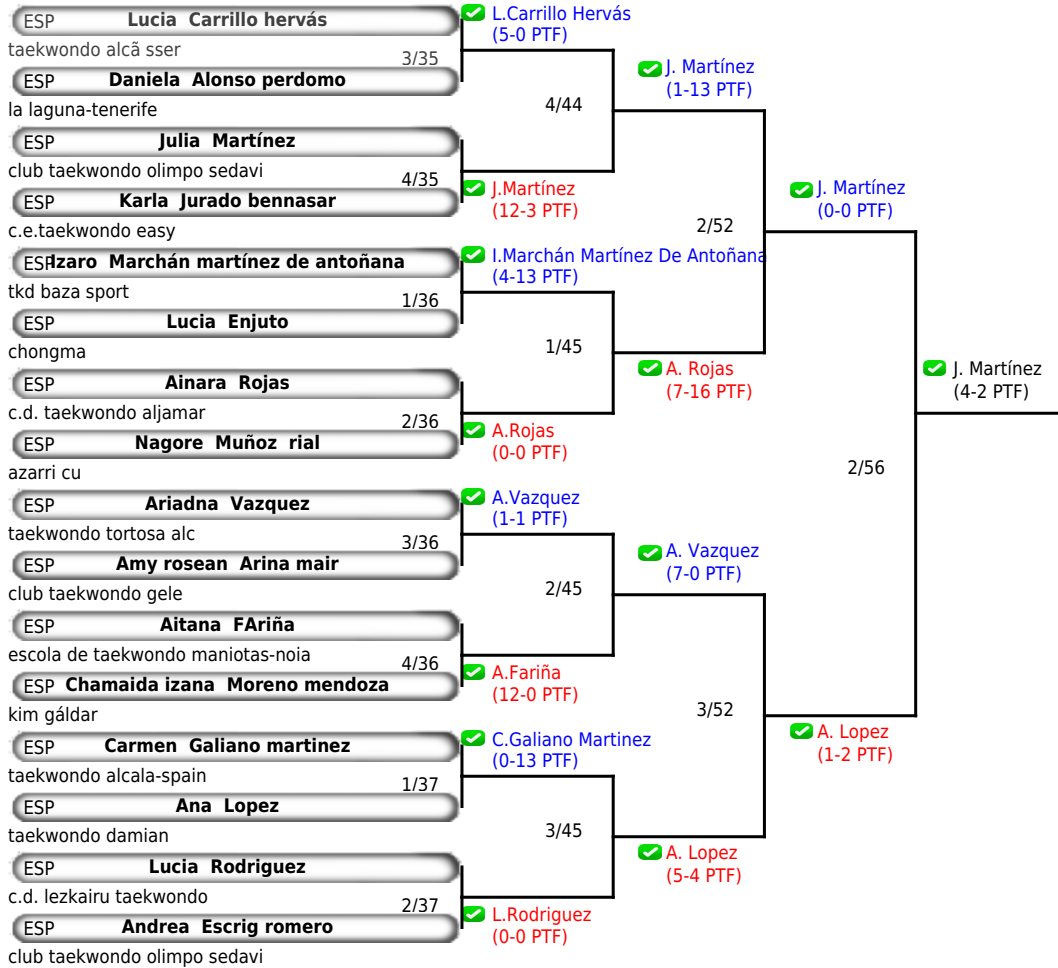 ESP Lucia Carrillo hervás
taekwondo alcã sser
3/35
ESP Daniela Alonso perdomo
la laguna-tenerife
ESP Julia Martínez
club taekwondo olimpo sedavi
4/35
ESP Karla Jurado bennasar
c.e.taekwondo easy
ESP Izaro Marchán martínez de antoñana
tkd baza sport
1/36
ESP Lucia Enjuto
chongma
ESP Ainara Rojas
c.d. taekwondo aljamar
2/36
ESP Nagore Muñoz rial
azarri cu
ESP Ariadna Vazquez
taekwondo tortosa alc
3/36
ESP Amy rosean Arina mair
club taekwondo gele
ESP Aitana FAriña
escola de taekwondo maniotas-noia
4/36
ESP Chamaida izana Moreno mendoza
kim gáldar
ESP Carmen Galiano martinez
taekwondo alcala-spain
1/37
ESP Ana Lopez
taekwondo damian
ESP Lucia Rodriguez
c.d. lezkairu taekwondo
2/37
ESP Andrea Escrig romero
club taekwondo olimpo sedavi
L.Carrillo Hervás
(5-0 PTF)
4/44
J.Martínez
(12-3 PTF)
I.Marchán Martínez De Antoñana
(4-13 PTF)
1/45
A.Rojas
(0-0 PTF)
A.Vazquez
(1-1 PTF)
2/45
A.Fariña
(12-0 PTF)
C.Galiano Martinez
(0-13 PTF)
3/45
L.Rodriguez
(0-0 PTF)
J. Martínez
(1-13 PTF)
2/52
A. Rojas
(7-16 PTF)
A. Vazquez
(7-0 PTF)
3/52
A. Lopez
(5-4 PTF)
J. Martínez
(0-0 PTF)
2/56
A. Lopez
(1-2 PTF)
J. Martínez
(4-2 PTF)